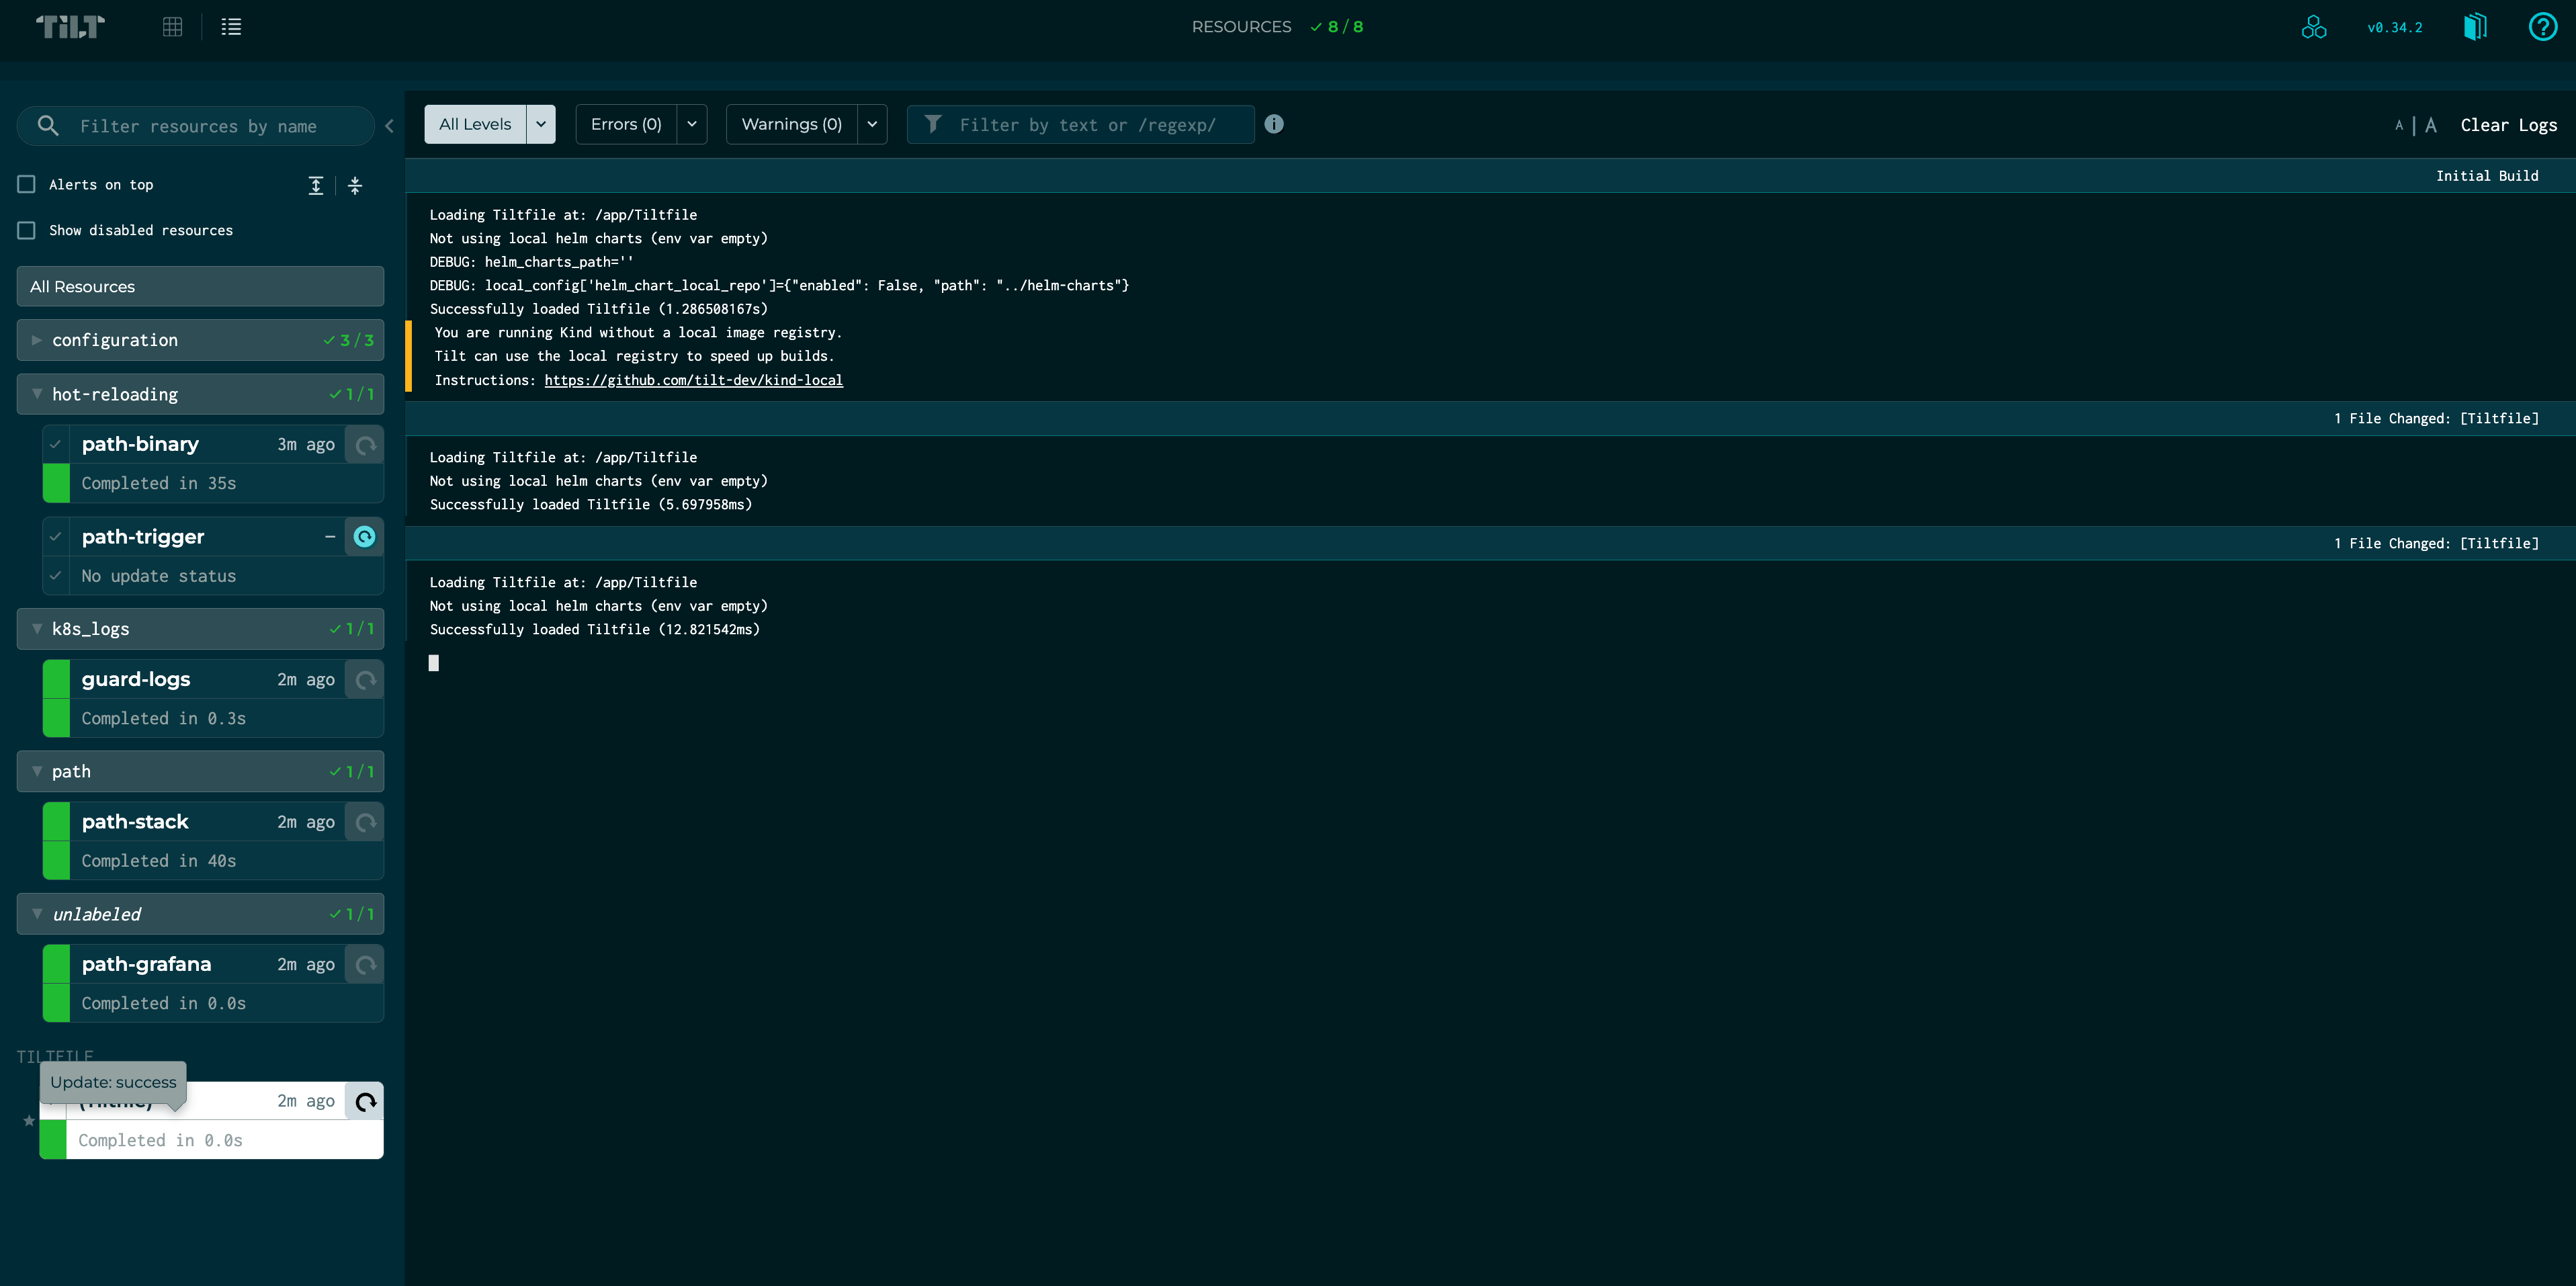 TILT
RESOURCES ✓ 8 / 8
v0.34.2
Filter resources by name
Alerts on top
Show disabled resources
All Resources
configuration ✓ 3 / 3
hot-reloading ✓ 1 / 1
path-binary 3m ago
Completed in 35s
path-trigger —
No update status
k8s_logs ✓ 1 / 1
guard-logs 2m ago
Completed in 0.3s
path ✓ 1 / 1
path-stack 2m ago
Completed in 40s
unlabeled ✓ 1 / 1
path-grafana 2m ago
Completed in 0.0s
TILTFILE
Update: success
(Tiltfile) 2m ago
Completed in 0.0s
All Levels Errors (0) Warnings (0) Filter by text or /regexp/ A | A Clear Logs
Initial Build
Loading Tiltfile at: /app/Tiltfile
Not using local helm charts (env var empty)
DEBUG: helm_charts_path=''
DEBUG: local_config['helm_chart_local_repo']={"enabled": False, "path": "../helm-charts"}
Successfully loaded Tiltfile (1.286508167s)
You are running Kind without a local image registry.
Tilt can use the local registry to speed up builds.
Instructions: https://github.com/tilt-dev/kind-local
1 File Changed: [Tiltfile]
Loading Tiltfile at: /app/Tiltfile
Not using local helm charts (env var empty)
Successfully loaded Tiltfile (5.697958ms)
1 File Changed: [Tiltfile]
Loading Tiltfile at: /app/Tiltfile
Not using local helm charts (env var empty)
Successfully loaded Tiltfile (12.821542ms)